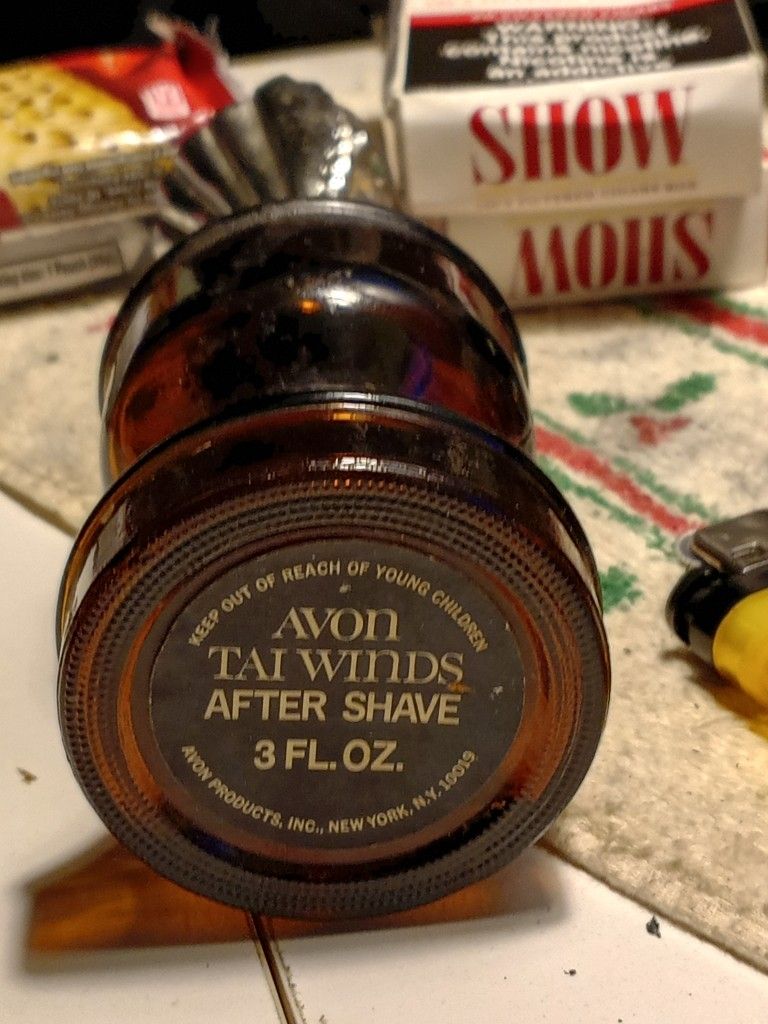 SHOW
SHOW
KEEP OUT OF REACH OF YOUNG CHILDREN
AVON
TAI WINDS
AFTER SHAVE
3 FL. OZ.
AVON PRODUCTS, INC., NEW YORK, N.Y. 10019